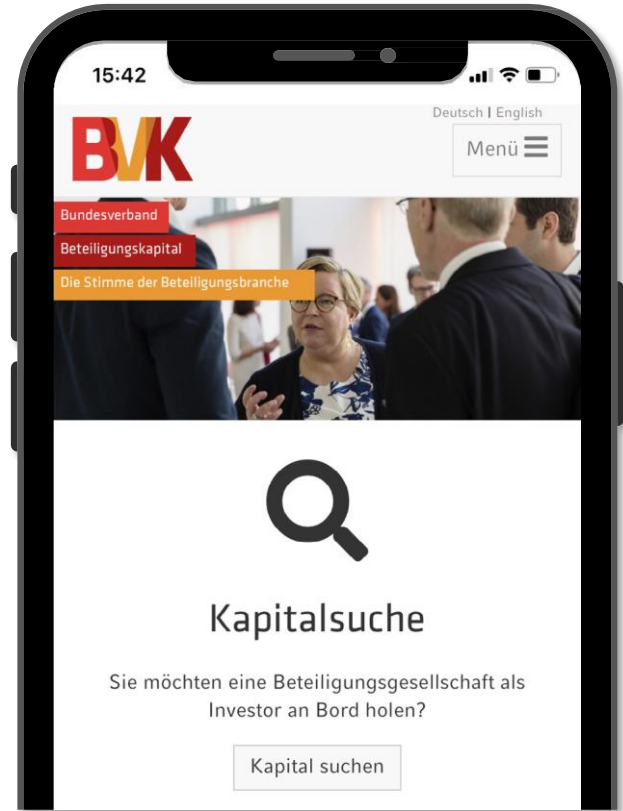 15:42
Deutsch | English
BVK
Menü
Bundesverband
Beteiligungskapital
Die Stimme der Beteiligungsbranche
Kapitalsuche
Sie möchten eine Beteiligungsgesellschaft als
Investor an Bord holen?
Kapital suchen